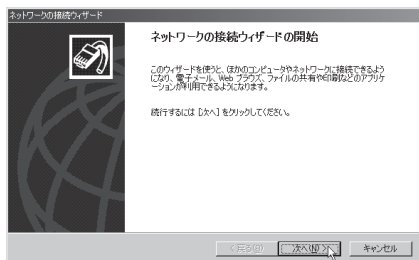 ネットワークの接続ウィザード
ネットワークの接続ウィザードの開始
このウィザードを使うと、ほかのコンピュータやネットワークに接続できるよう
になり、電子メール、Web ブラウズ、ファイルの共有や印刷などのアプリケ
ーションが利用できるようになります。
続行するには [次へ] をクリックしてください。
< 戻る(B) 次へ(N) > キャンセル